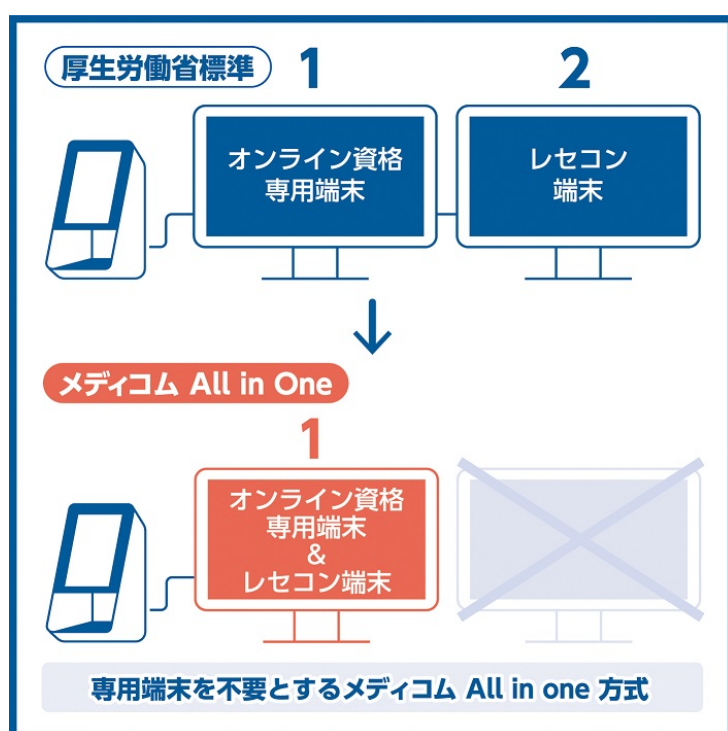 厚生労働省標準
1
2
オンライン資格
専用端末
レセコン
端末
メディコム All in One
1
オンライン資格
専用端末
&
レセコン端末
専用端末を不要とするメディコム All in one 方式